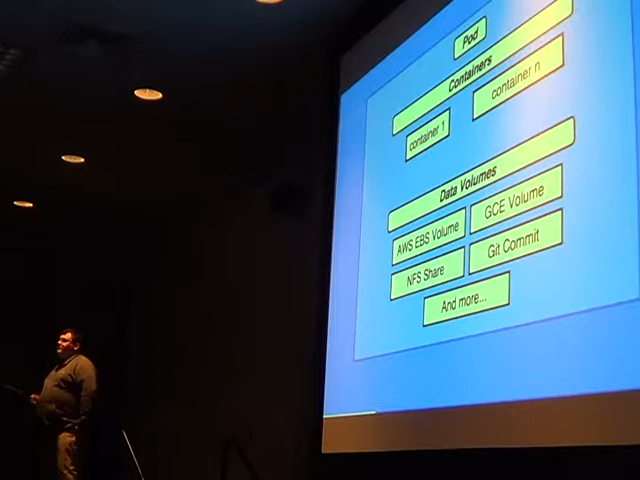 Pod
Containers
container 1
container n
Data Volumes
AWS EBS Volume
GCE Volume
NFS Share
Git Commit
And more...